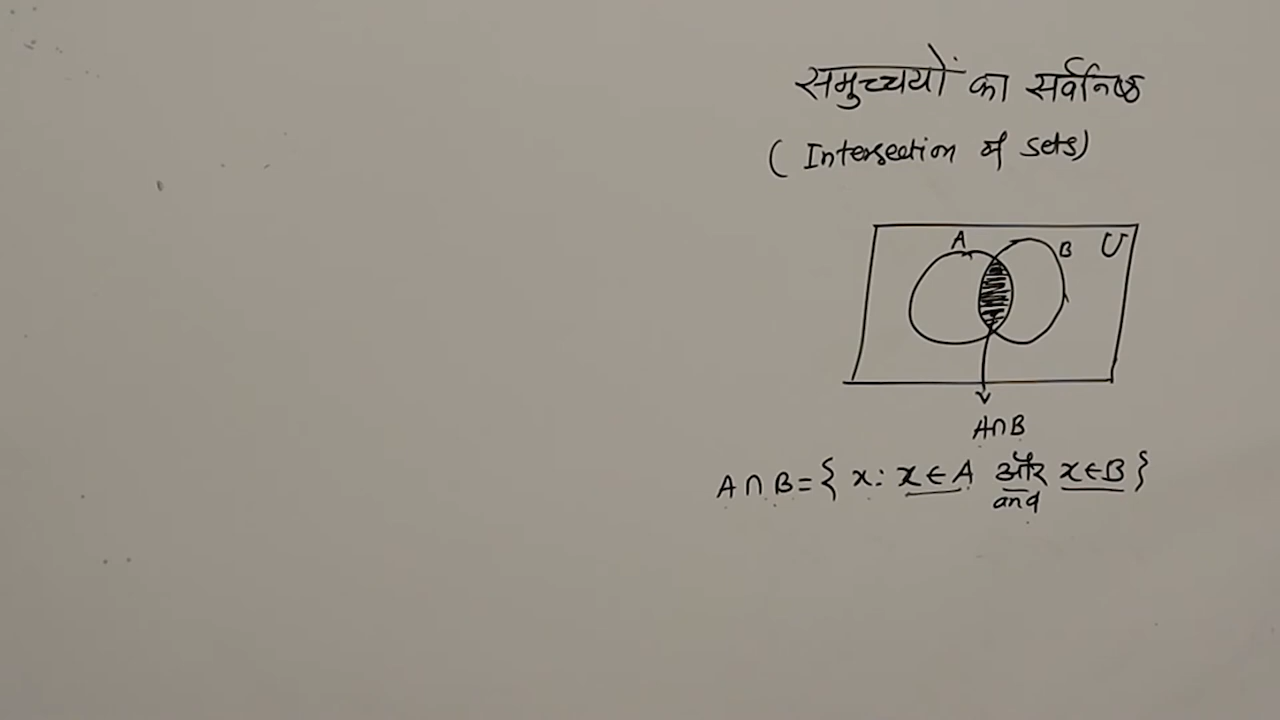 समुच्चयों का सर्वनिष्ठ
(Intersection of sets)
A B U
A∩B
A∩B={x: x∈A और x∈B}
and